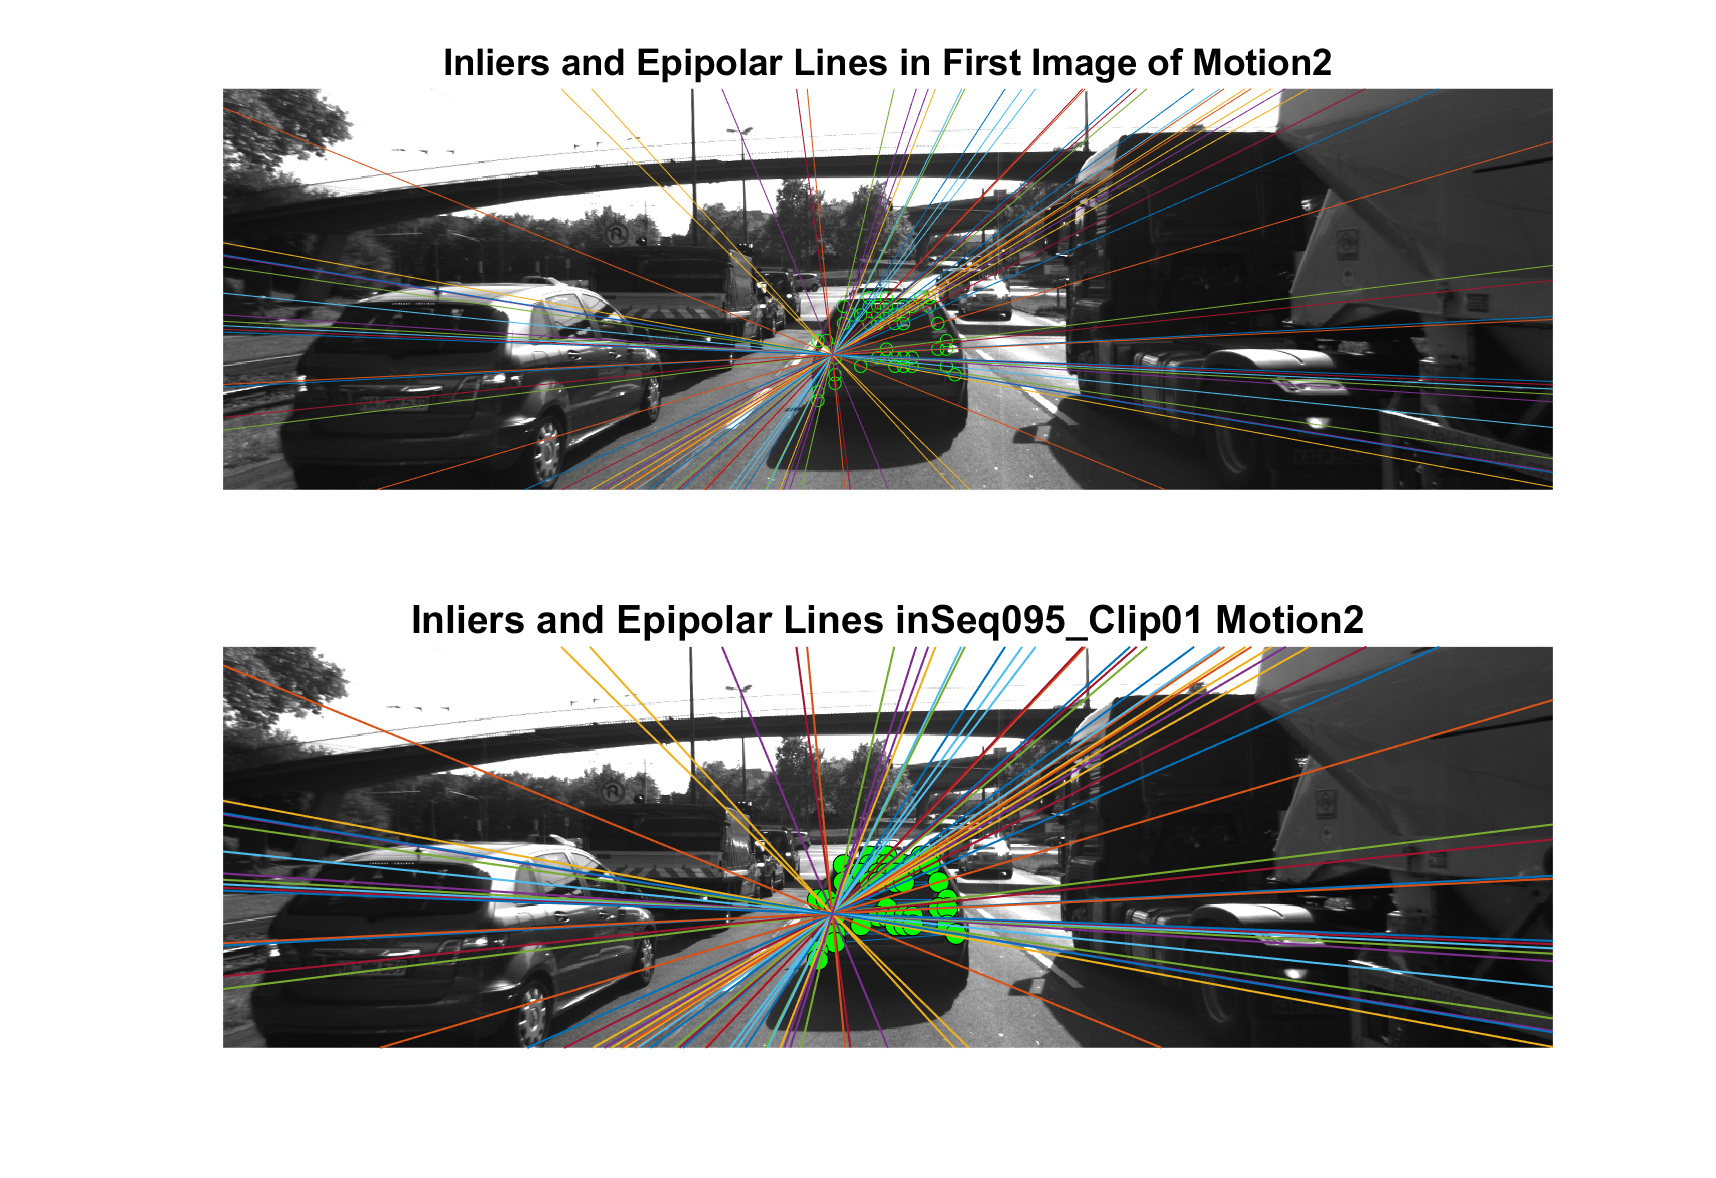 Inliers and Epipolar Lines in First Image of Motion2
Inliers and Epipolar Lines inSeq095_Clip01 Motion2